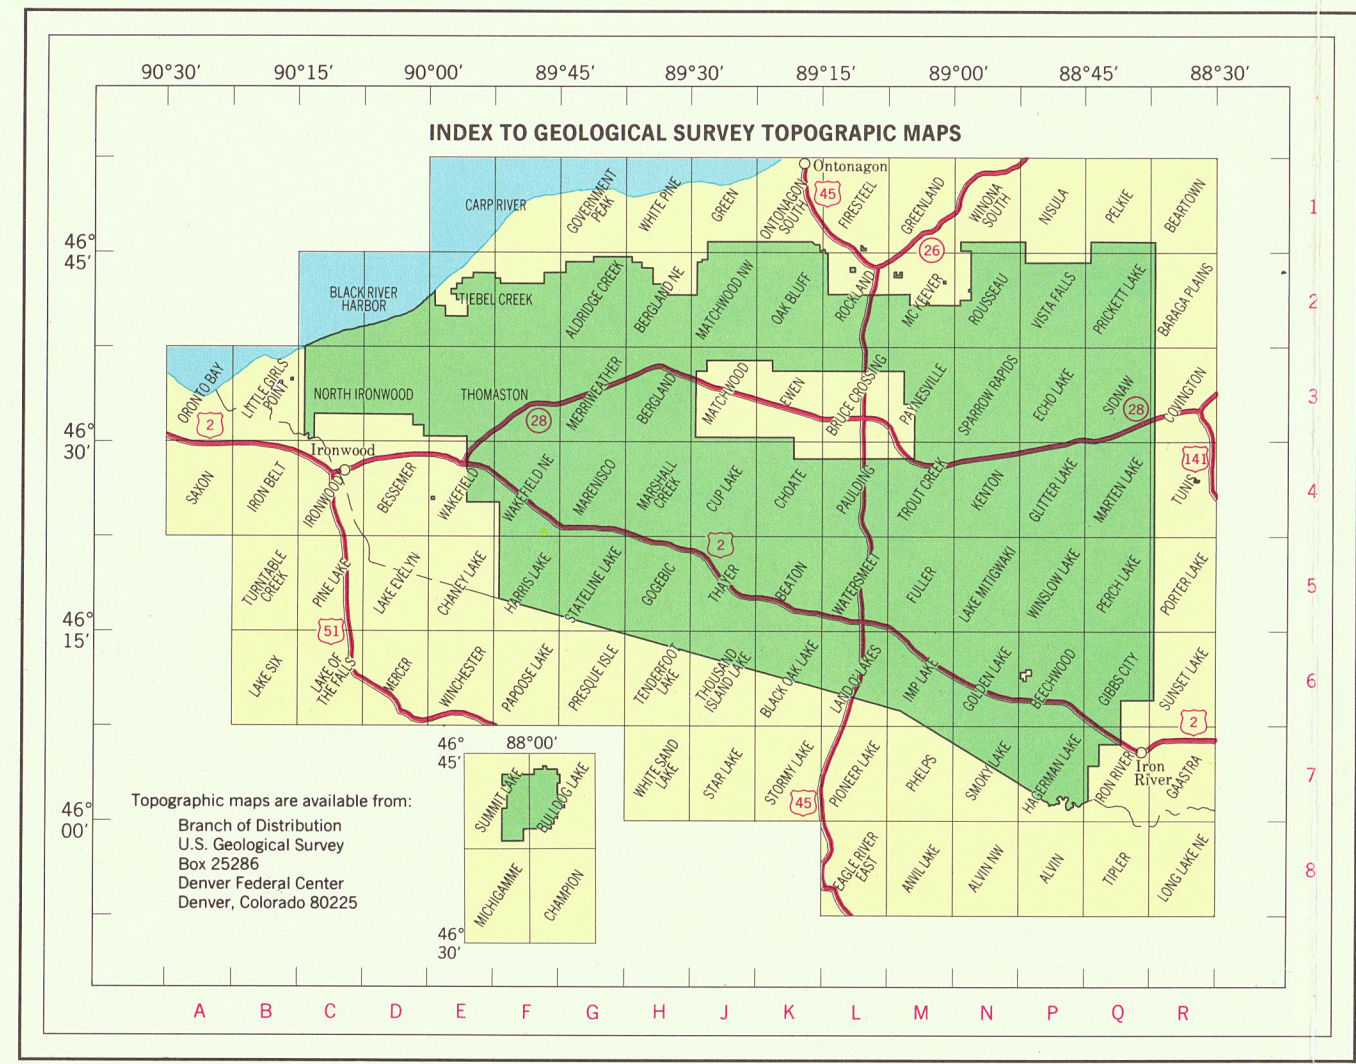 90°30′ 90°15′ 90°00′ 89°45′ 89°30′ 89°15′ 89°00′ 88°45′ 88°30′
INDEX TO GEOLOGICAL SURVEY TOPOGRAPIC MAPS
Ontonagon
45
CARP RIVER
GOVERNMENT
PEAK
WHITE PINE
GREEN
ONTONAGON
SOUTH
FIRESTEEL
GREENLAND
WINONA
SOUTH
NISULA
PELKIE
BEARTOWN
1
46°
45′
26
BLACK RIVER
HARBOR
TIEBEL CREEK
ALDRIDGE CREEK
BERGLAND NE
MATCHWOOD NW
OAK BLUFF
ROCKLAND
MC KEEVER
ROUSSEAU
VISTA FALLS
PRICKETT LAKE
BARAGA PLAINS
2
ORONTO BAY
LITTLE GIRLS
POINT
NORTH IRONWOOD
THOMASTON
MERRIWEATHER
BERGLAND
MATCHWOOD
EWEN
BRUCE CROSSING
PAYNESVILLE
SPARROW RAPIDS
ECHO LAKE
SIDNAW
COVINGTON
3
2
28
28
46°
30′
Ironwood
141
SAXON
IRON BELT
IRONWOOD
BESSEMER
WAKEFIELD
WAKEFIELD NE
MARENISCO
MARSHALL
CREEK
CUP LAKE
CHOATE
PAULDING
TROUT CREEK
KENTON
GLITTER LAKE
MARTEN LAKE
TUNIS
4
2
TURNTABLE
CREEK
PINE LAKE
LAKE EVELYN
CHANEY LAKE
HARRIS LAKE
STATELINE LAKE
GOGEBIC
THAYER
BEATON
WATERSMEET
FULLER
LAKE MITIGWAKI
WINSLOW LAKE
PERCH LAKE
PORTER LAKE
5
46°
15′
51
LAKE SIX
LAKE OF
THE FALLS
MERCER
WINCHESTER
PAPOOSE LAKE
PRESQUE ISLE
TENDERFOOT
LAKE
THOUSAND
ISLAND LAKE
BLACK OAK LAKE
LAND O'LAKES
IMP LAKE
GOLDEN LAKE
BEECHWOOD
GIBBS CITY
SUNSET LAKE
6
2
46°
45′
88°00′
WHITE SAND
LAKE
STAR LAKE
STORMY LAKE
PIONEER LAKE
PHELPS
SMOKY LAKE
HAGERMAN LAKE
IRON RIVER
Iron
River
GAASTRA
7
45
SUMMIT LAKE
BULLDOG LAKE
46°
00′
Topographic maps are available from:
Branch of Distribution
U.S. Geological Survey
Box 25286
Denver Federal Center
Denver, Colorado 80225
EAGLE RIVER
EAST
ANVIL LAKE
ALVIN NW
ALVIN
TIPLER
LONG LAKE NE
8
MICHIGAMME
CHAMPION
46°
30′
A B C D E F G H J K L M N P Q R